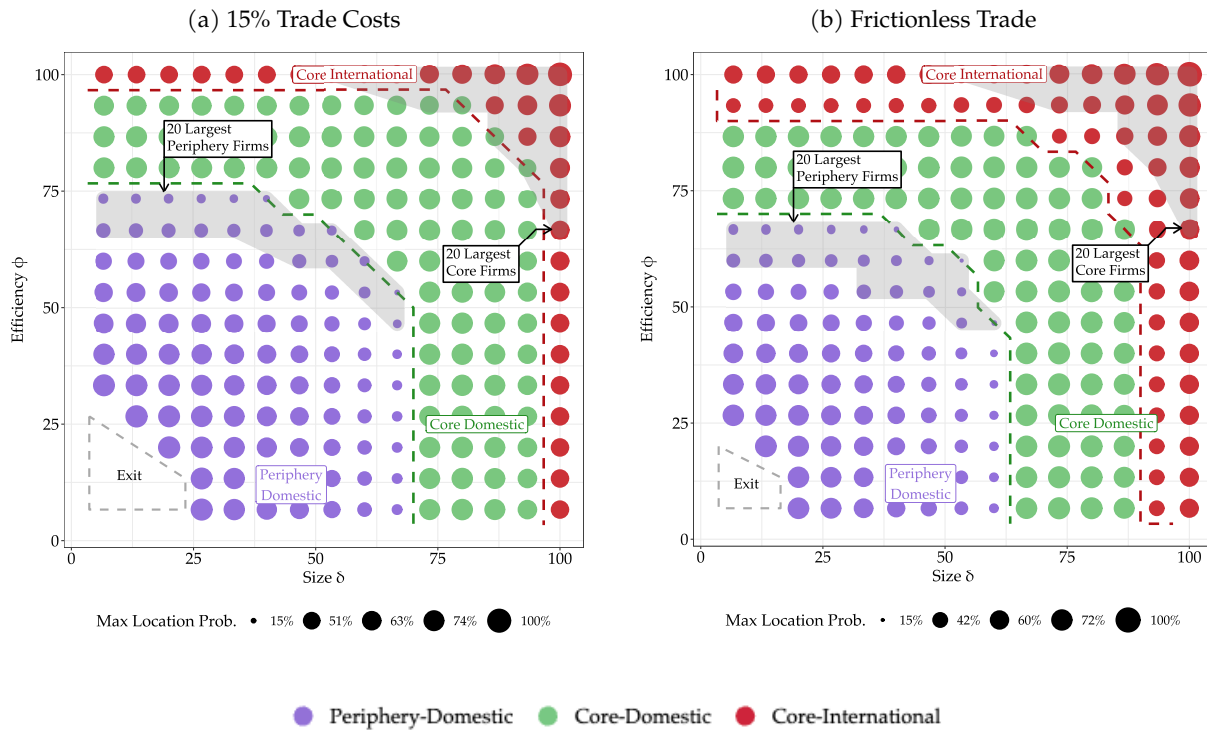 (a) 15% Trade Costs
100
75
50
25
0
Efficiency ϕ
Core International
20 Largest
Periphery Firms
20 Largest
Core Firms
Core Domestic
Periphery
Domestic
Exit
0
25
50
75
100
Size δ
Max Location Prob.
15%
51%
63%
74%
100%
(b) Frictionless Trade
100
75
50
25
0
Efficiency ϕ
Core International
20 Largest
Periphery Firms
20 Largest
Core Firms
Core Domestic
Periphery
Domestic
Exit
0
25
50
75
100
Size δ
Max Location Prob.
15%
42%
60%
72%
100%
Periphery-Domestic
Core-Domestic
Core-International